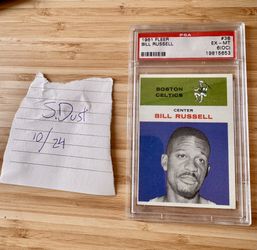 S. Dust
10/24
PSA
1961 FLEER #38
BILL RUSSELL EX - MT
6(OC)
19815653
BOSTON
CELTICS
CENTER
BILL RUSSELL